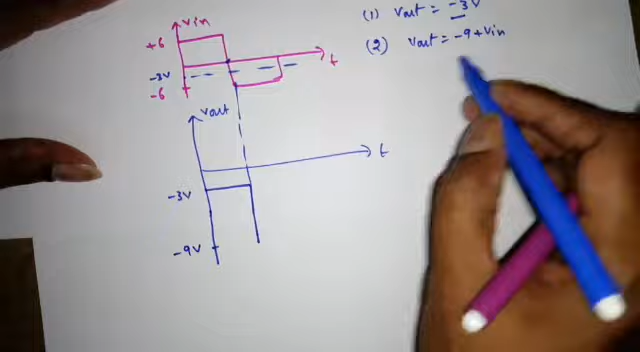 Vin
+6
-3V
-6
t
(1) Vout = -3V
(2) Vout = -9+Vin
Vout
t
-3V
-9V